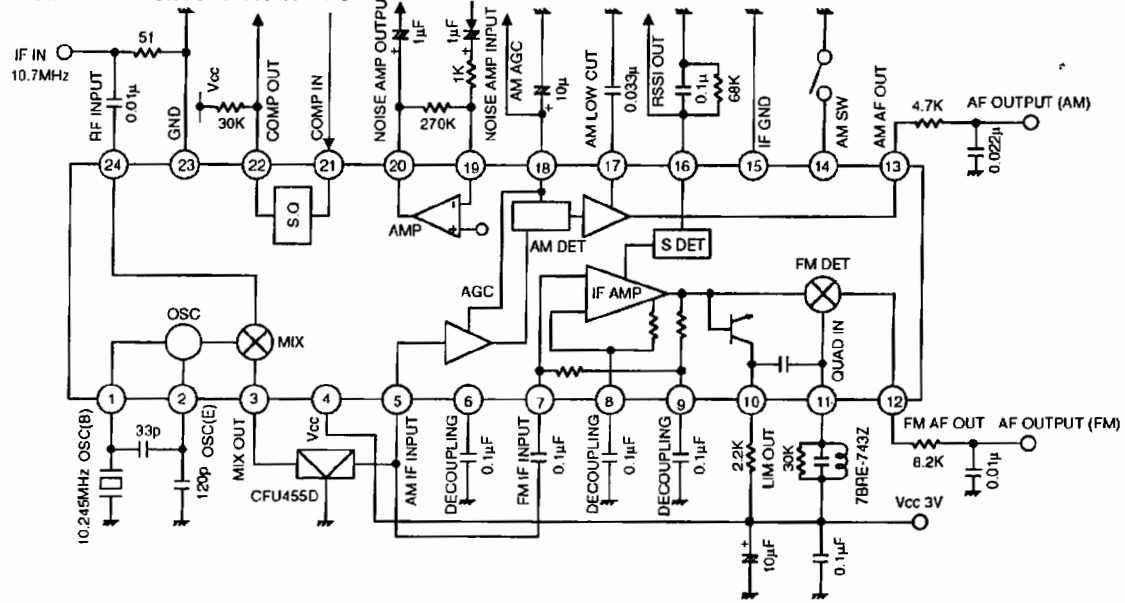 IF IN
10.7MHz
51
RF INPUT
0.01μ
GND
Vcc
30K
COMP OUT
COMP IN
NOISE AMP OUTPUT
1μF
+
270K
1μF
+
1K
NOISE AMP INPUT
AM AGC
10μ
+
AM LOW CUT
0.033μ
RSSI OUT
0.1μ
68K
IF GND
AM SW
AM AF OUT
4.7K
AF OUTPUT (AM)
0.022μ
24
23
22
21
20
19
18
17
16
15
14
13
S.Q
AMP
-
+
AM DET
S DET
AGC
IF AMP
FM DET
OSC
MIX
QUAD IN
1
2
3
4
5
6
7
8
9
10
11
12
10.245MHz
OSC(B)
33p
OSC(E)
120p
MIX OUT
Vcc
CFU455D
AM IF INPUT
DECOUPLING
0.1μF
FM IF INPUT
0.1μF
DECOUPLING
0.1μF
DECOUPLING
0.1μF
2.2K
LIM OUT
30K
7BRE-743Z
FM AF OUT
AF OUTPUT (FM)
8.2K
0.01μ
Vcc 3V
+
10μF
0.1μF